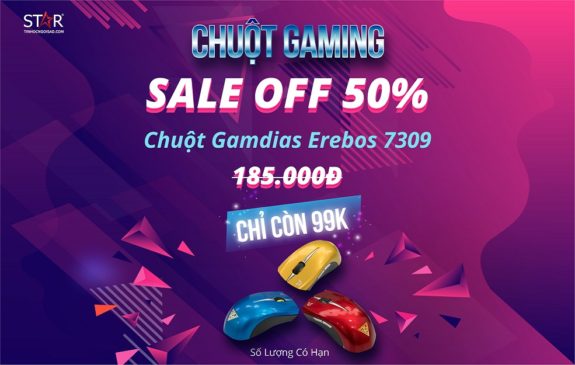 STAR
TINHOCNGOISAO.COM
CHUỘT GAMING
SALE OFF 50%
Chuột Gamdias Erebos 7309
185.000Đ
CHỈ CÒN 99K
Số Lượng Có Hạn